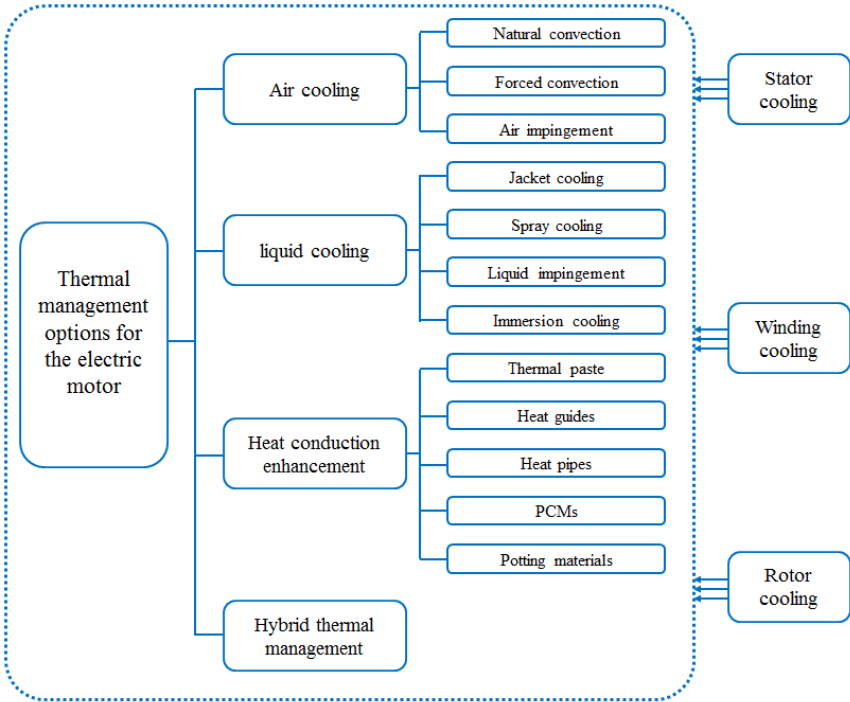 Thermal
management
options for
the electric
motor
Air cooling
Natural convection
Forced convection
Air impingement
liquid cooling
Jacket cooling
Spray cooling
Liquid impingement
Immersion cooling
Heat conduction
enhancement
Thermal paste
Heat guides
Heat pipes
PCMs
Potting materials
Hybrid thermal
management
Stator
cooling
Winding
cooling
Rotor
cooling